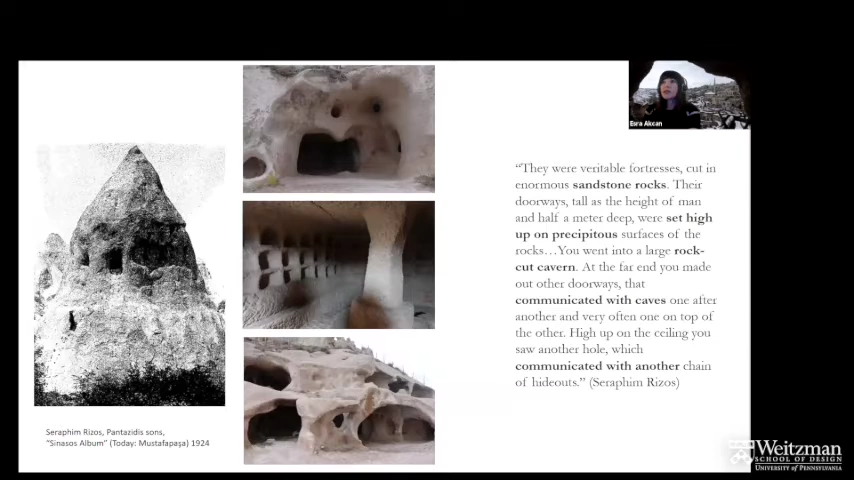 Esra Akcan
“They were veritable fortresses, cut in
enormous sandstone rocks. Their
doorways, tall as the height of man
and half a meter deep, were set high
up on precipitous surfaces of the
rocks…You went into a large rock-
cut cavern. At the far end you made
out other doorways, that
communicated with caves one after
another and very often one on top of
the other. High up on the ceiling you
saw another hole, which
communicated with another chain
of hideouts.” (Seraphim Rizos)
Seraphim Rizos, Pantazidis sons,
“Sinasos Album” (Today: Mustafapaşa) 1924
Weitzman
SCHOOL OF DESIGN
UNIVERSITY OF PENNSYLVANIA